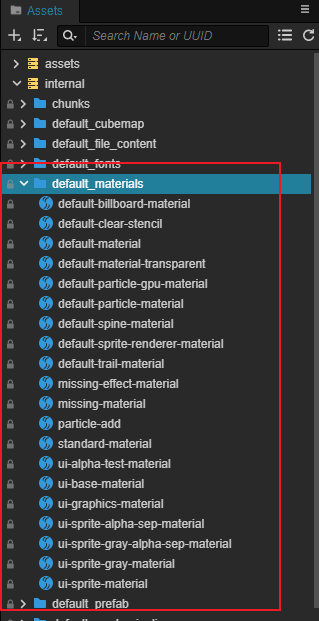 Assets
Search Name or UUID
assets
internal
chunks
default_cubemap
default_file_content
default_fonts
default_materials
default-billboard-material
default-clear-stencil
default-material
default-material-transparent
default-particle-gpu-material
default-particle-material
default-spine-material
default-sprite-renderer-material
default-trail-material
missing-effect-material
missing-material
particle-add
standard-material
ui-alpha-test-material
ui-base-material
ui-graphics-material
ui-sprite-alpha-sep-material
ui-sprite-gray-alpha-sep-material
ui-sprite-gray-material
ui-sprite-material
default_prefab